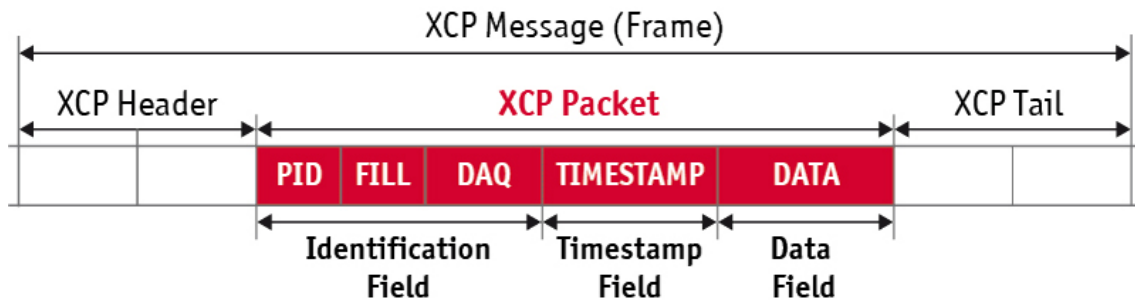 XCP Message (Frame)
XCP Header XCP Packet XCP Tail
PID FILL DAQ TIMESTAMP DATA
Identification Timestamp Data
Field Field Field